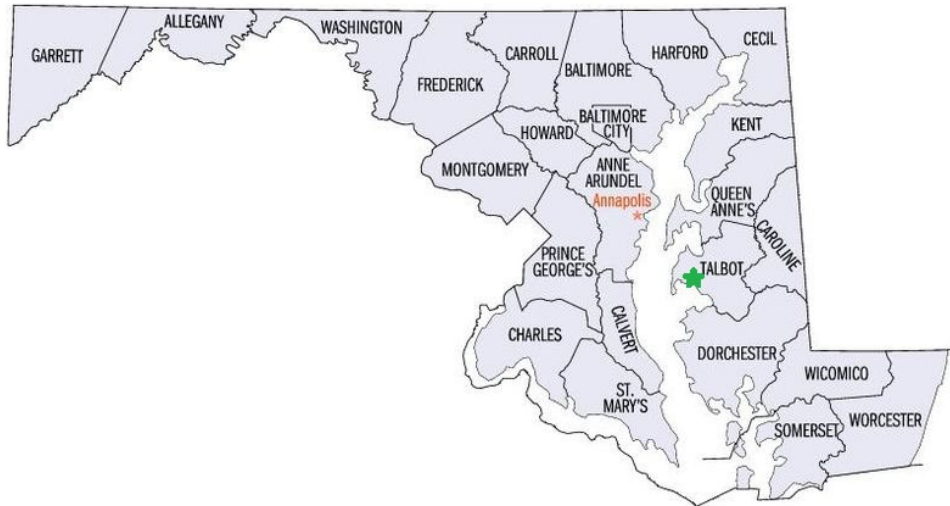 GARRETT
ALLEGANY
WASHINGTON
FREDERICK
CARROLL
BALTIMORE
HARFORD
CECIL
BALTIMORE
CITY
HOWARD
KENT
MONTGOMERY
ANNE
ARUNDEL
Annapolis
*
QUEEN
ANNE'S
CAROLINE
PRINCE
GEORGE'S
TALBOT
CHARLES
CALVERT
DORCHESTER
ST.
MARY'S
WICOMICO
SOMERSET
WORCESTER